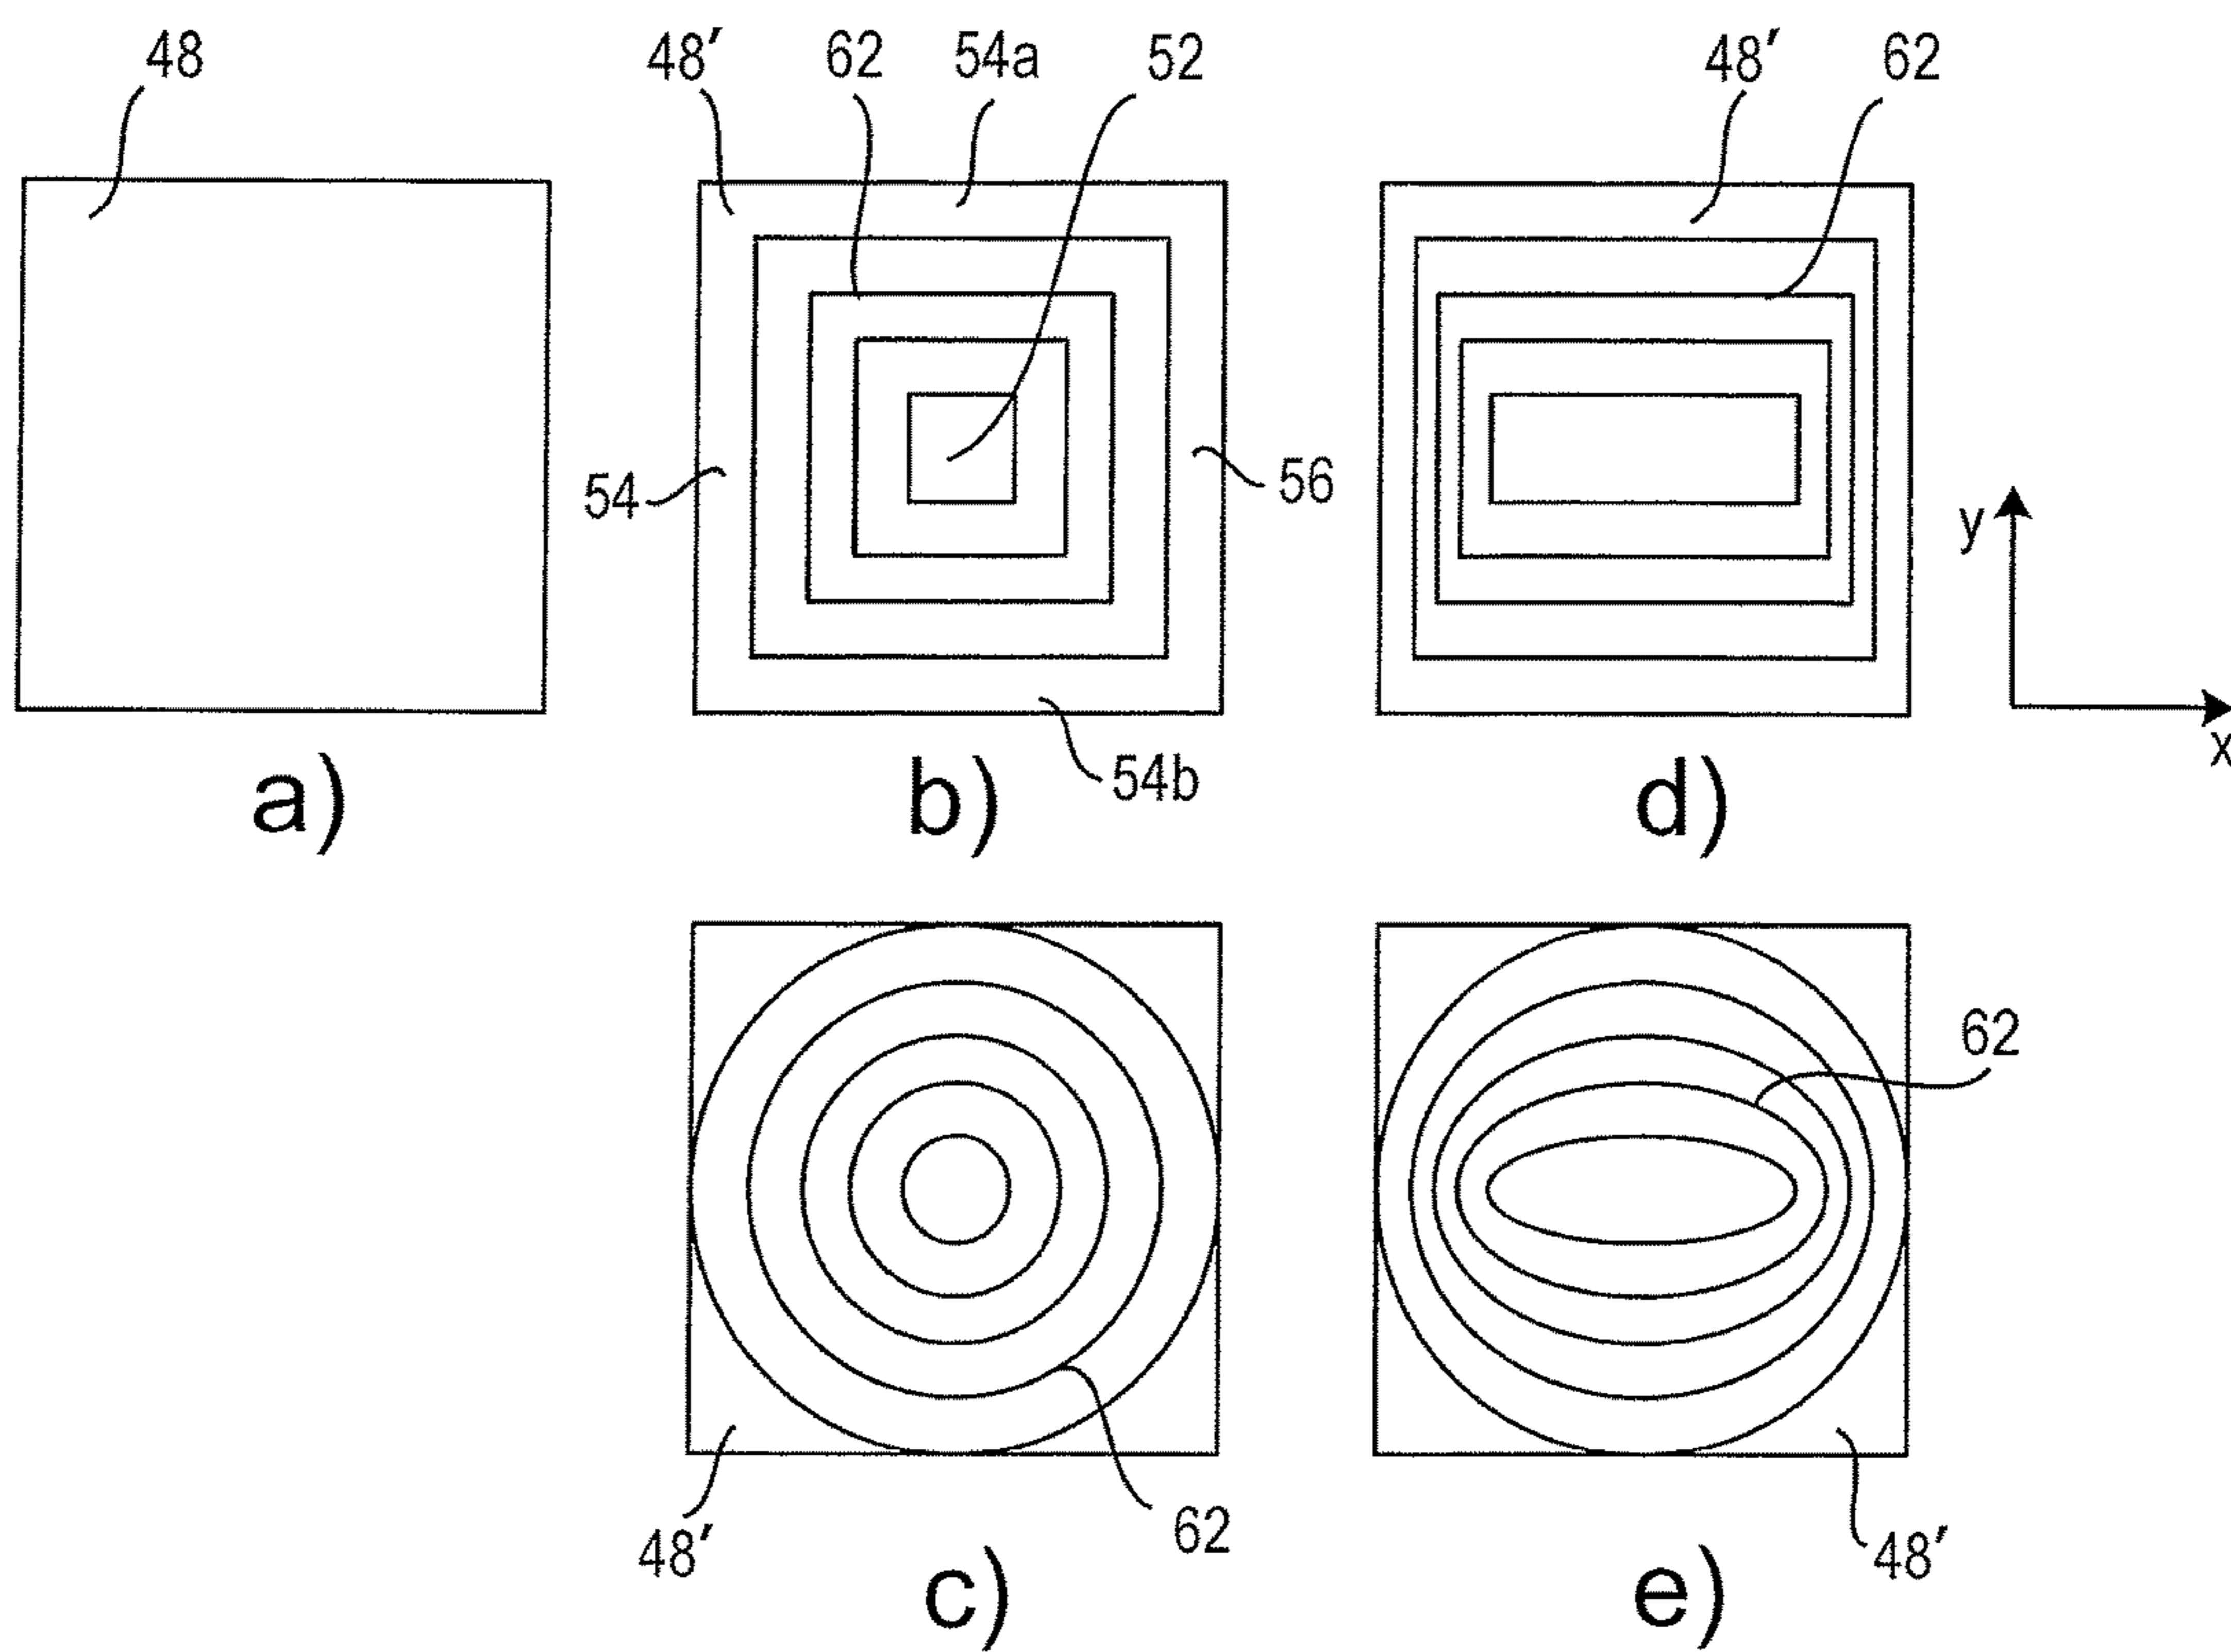 48 48′ 62 54a 52 48′ 62
54 56 y
x
54b
a) b) d)
62
48′ 62 48′
c) e)